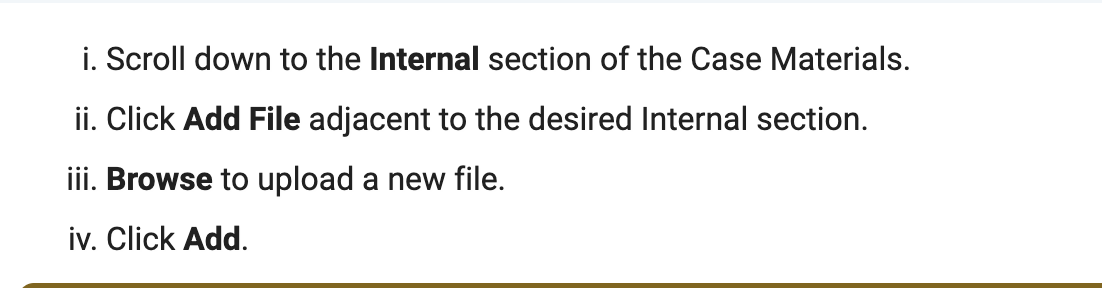 i. Scroll down to the Internal section of the Case Materials.
ii. Click Add File adjacent to the desired Internal section.
iii. Browse to upload a new file.
iv. Click Add.